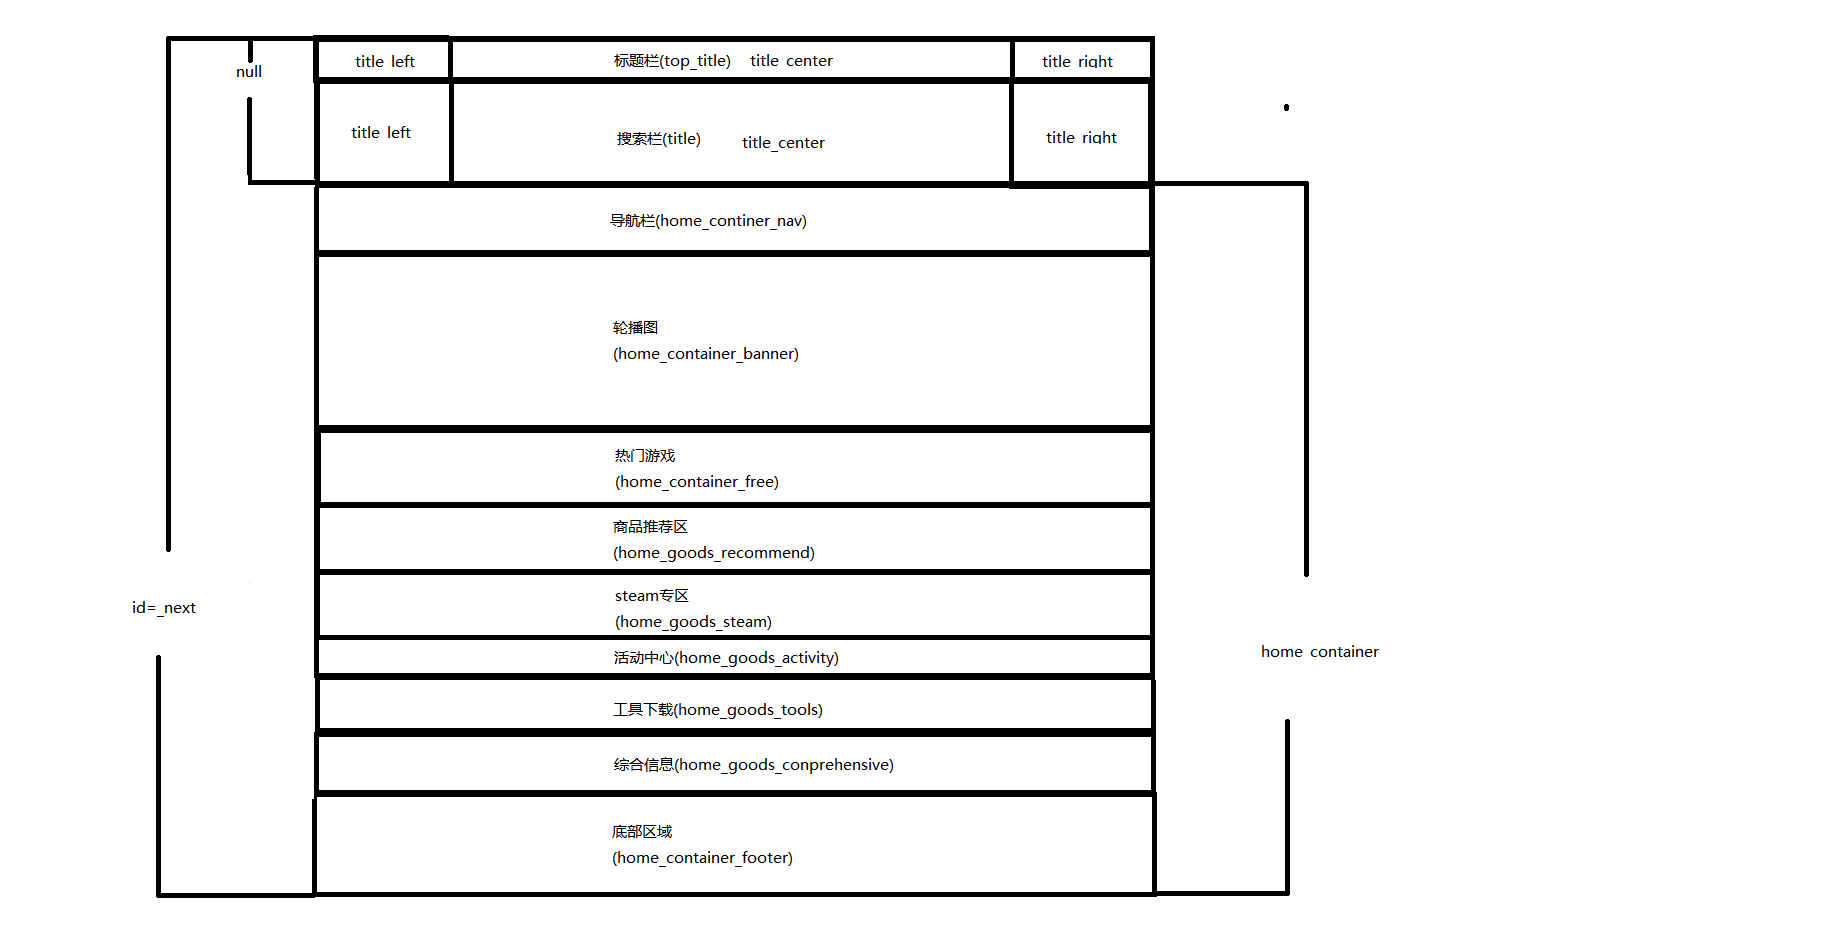 title left
标题栏(top_title) title center
title right
null
title left
搜索栏(title) title_center
title right
导航栏(home_continer_nav)
轮播图
(home_container_banner)
热门游戏
(home_container_free)
商品推荐区
(home_goods_recommend)
steam专区
(home_goods_steam)
id=_next
活动中心(home_goods_activity)
home container
工具下载(home_goods_tools)
综合信息(home_goods_conprehensive)
底部区域
(home_container_footer)